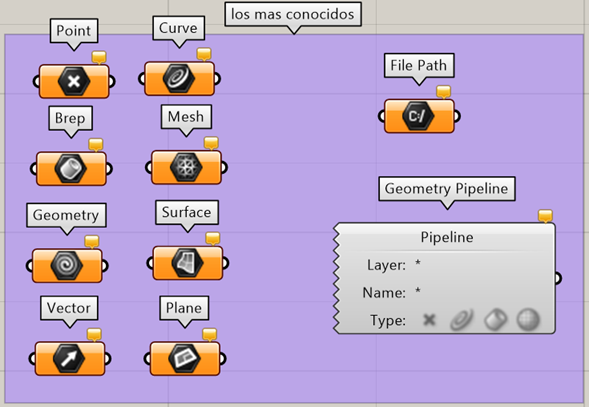 los mas conocidos
Point
Curve
File Path
C:/
Brep
Mesh
Geometry Pipeline
Geometry
Surface
Pipeline
Layer: *
Name: *
Type:
Vector
Plane